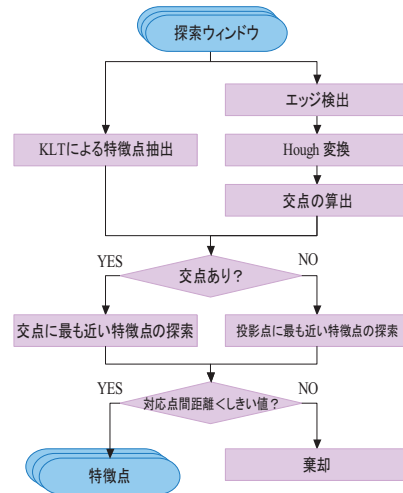 探索ウィンドウ
エッジ検出
KLTによる特徴点抽出
Hough 変換
交点の算出
YES
交点あり？
NO
交点に最も近い特徴点の探索
投影点に最も近い特徴点の探索
YES
対応点間距離＜しきい値？
NO
特徴点
棄却